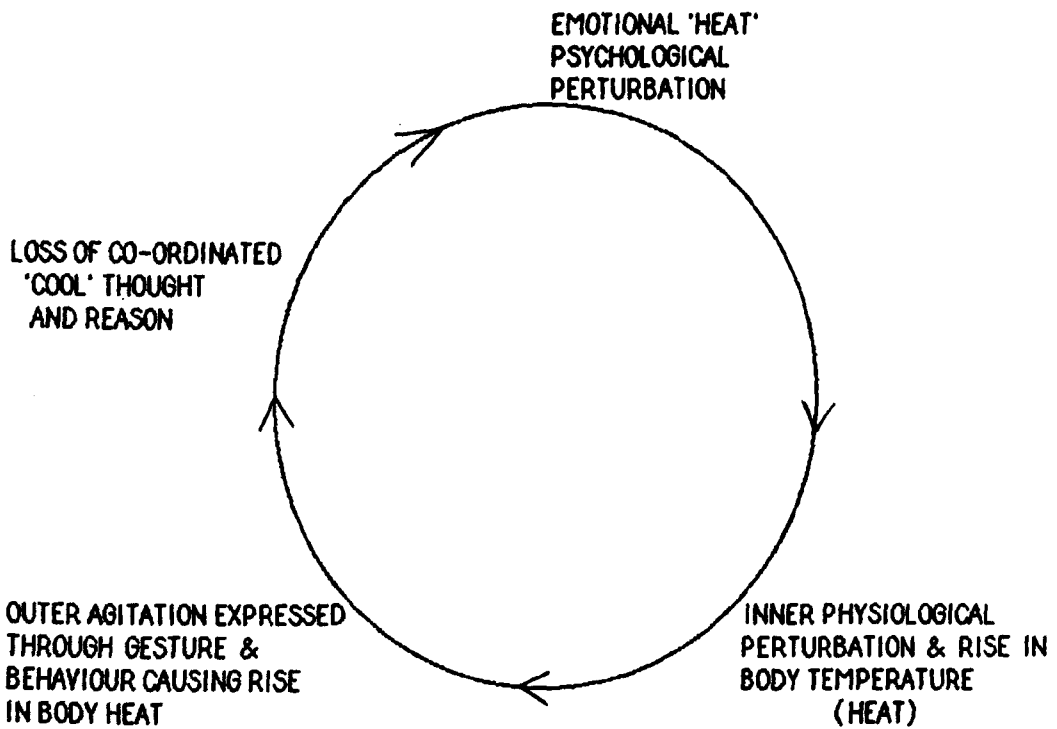 EMOTIONAL 'HEAT'
PSYCHOLOGICAL
PERTURBATION
LOSS OF CO-ORDINATED
'COOL' THOUGHT
AND REASON
OUTER AGITATION EXPRESSED
THROUGH GESTURE &
BEHAVIOUR CAUSING RISE
IN BODY HEAT
INNER PHYSIOLOGICAL
PERTURBATION & RISE IN
BODY TEMPERATURE
(HEAT)